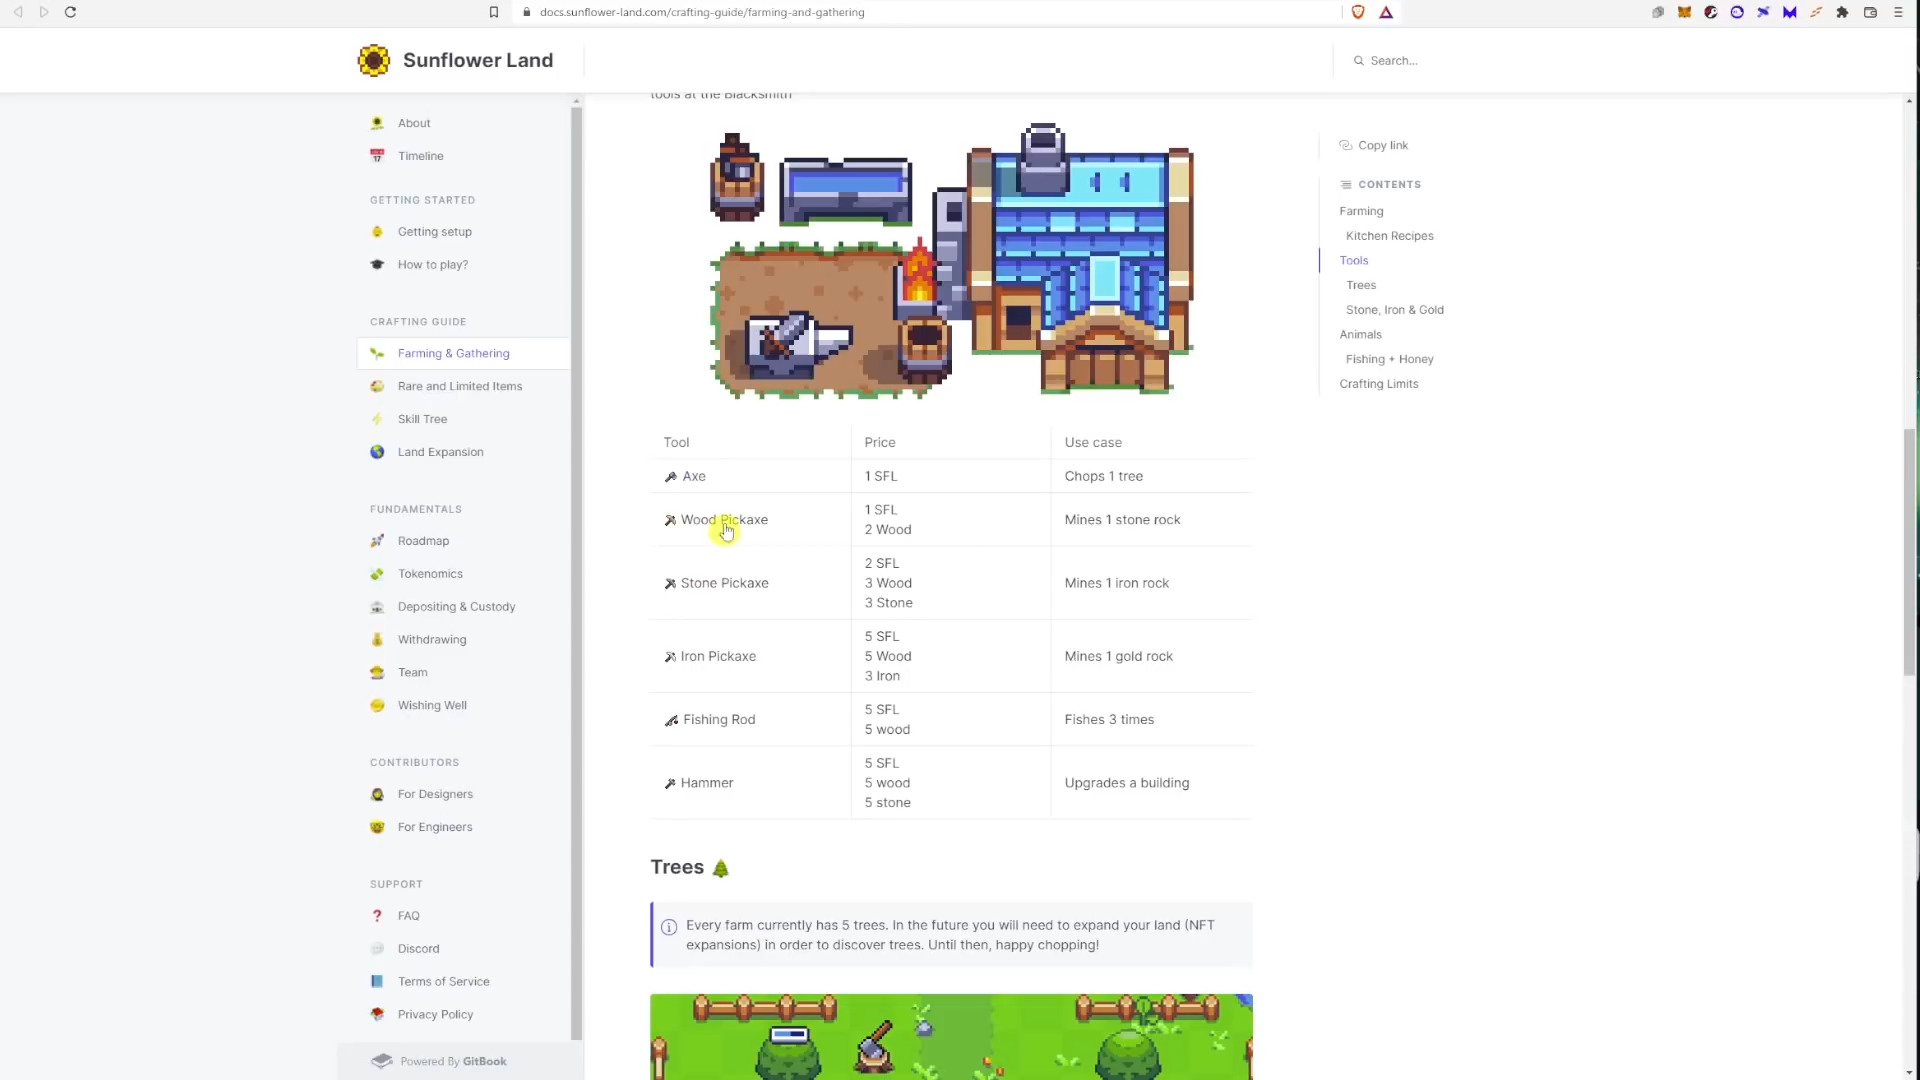 docs.sunflower-land.com/crafting-guide/farming-and-gathering
Sunflower Land
Search...
About
Timeline
GETTING STARTED
Getting setup
How to play?
CRAFTING GUIDE
Farming & Gathering
Rare and Limited Items
Skill Tree
Land Expansion
FUNDAMENTALS
Roadmap
Tokenomics
Depositing & Custody
Withdrawing
Team
Wishing Well
CONTRIBUTORS
For Designers
For Engineers
SUPPORT
FAQ
Discord
Terms of Service
Privacy Policy
Powered By GitBook
tools at the Blacksmith
Tool Price Use case
Axe 1 SFL Chops 1 tree
Wood Pickaxe 1 SFL Mines 1 stone rock
2 Wood
Stone Pickaxe 2 SFL Mines 1 iron rock
3 Wood
3 Stone
Iron Pickaxe 5 SFL Mines 1 gold rock
5 Wood
3 Iron
Fishing Rod 5 SFL Fishes 3 times
5 wood
Hammer 5 SFL Upgrades a building
5 wood
5 stone
Trees
Every farm currently has 5 trees. In the future you will need to expand your land (NFT
expansions) in order to discover trees. Until then, happy chopping!
Copy link
CONTENTS
Farming
Kitchen Recipes
Tools
Trees
Stone, Iron & Gold
Animals
Fishing + Honey
Crafting Limits